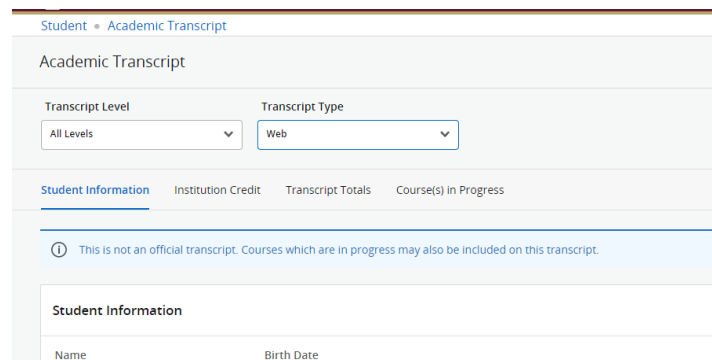 Student • Academic Transcript
Academic Transcript
Transcript Level Transcript Type
All Levels Web
Student Information Institution Credit Transcript Totals Course(s) in Progress
This is not an official transcript. Courses which are in progress may also be included on this transcript.
Student Information
Name Birth Date